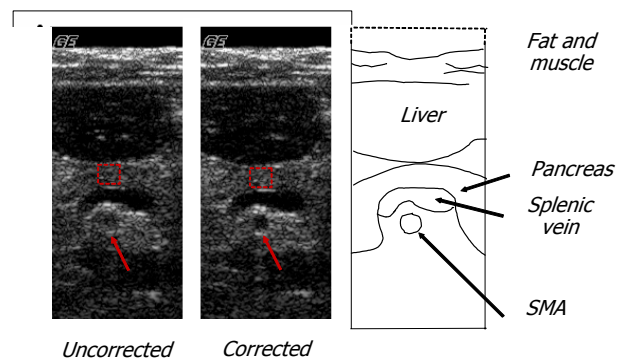 GE
GE
Fat and
muscle
Liver
Pancreas
Splenic
vein
SMA
Uncorrected
Corrected